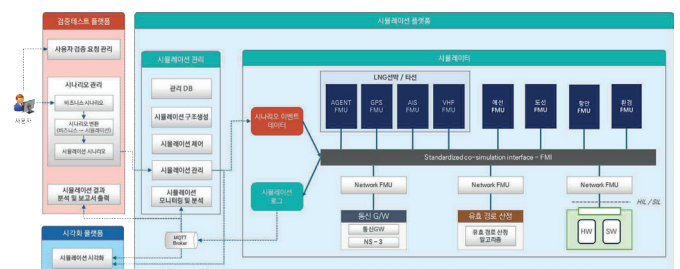 검증테스트 플랫폼
사용자 검증 요청 관리
시나리오 관리
비즈니스 시나리오
시나리오 변환
(비즈니스 → 시뮬레이션)
시뮬레이션 시나리오
사용자
시뮬레이션 결과
분석 및 보고서 출력
시각화 플랫폼
시뮬레이션 시각화
시뮬레이션 플랫폼
시뮬레이션 관리
관리 DB
시뮬레이션 구조생성
시뮬레이션 제어
시뮬레이션 관리
시뮬레이션
모니터링 및 분석
MQTT
Broker
시뮬레이터
시나리오 이벤트
데이터
시뮬레이션
로그
LNG선박 / 타선
AGENT
FMU
GPS
FMU
AIS
FMU
VHF
FMU
예선
FMU
도선
FMU
항만
FMU
환경
FMU
Standardized co-simulation interface – FMI
Network FMU
Network FMU
Network FMU
HIL / SIL
통신 G/W
통신GW
NS – 3
유효 경로 산정
유효 경로 산정
알고리즘
HW
SW